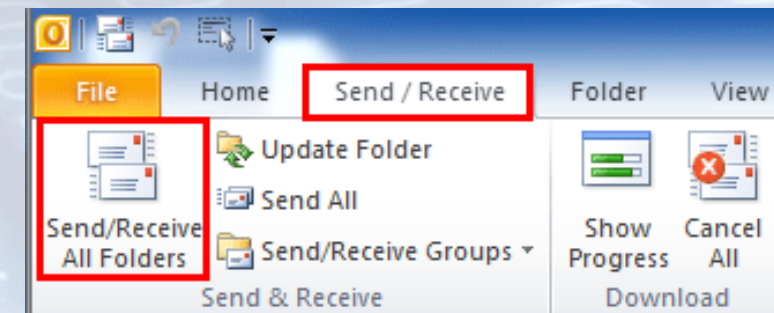 File Home Send / Receive Folder View
Send/Receive All Folders
Update Folder
Send All
Send/Receive Groups
Show Progress
Cancel All
Send & Receive
Download